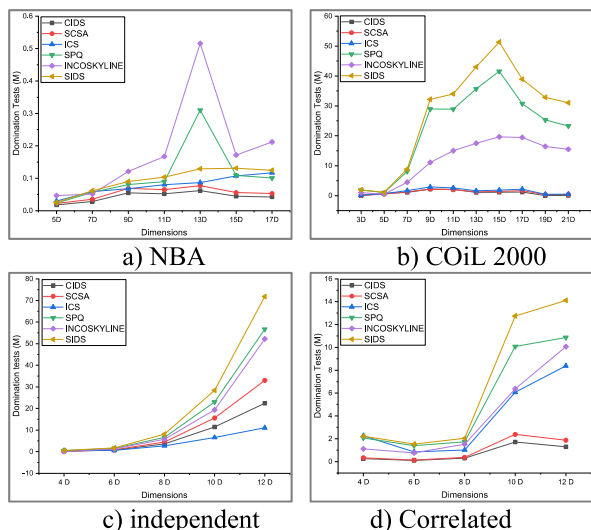 CIDS
SCSA
ICS
SPQ
INCOSKYLINE
SIDS
Domination Tests (M)
0.6
0.5
0.4
0.3
0.2
0.1
0.0
5D 7D 9D 11D 13D 15D 17D
Dimensions
a) NBA
CIDS
SCSA
ICS
SPQ
INCOSKYLINE
SIDS
Domination Tests (M)
60
50
40
30
20
10
0
3D 5D 7D 9D 11D 13D 15D 17D 19D 21D
Dimensions
b) COiL 2000
CIDS
SCSA
ICS
SPQ
INCOSKYLINE
SIDS
Domination tests (M)
80
70
60
50
40
30
20
10
0
−10
4 D 6 D 8 D 10 D 12 D
Dimensions
c) independent
CIDS
SCSA
ICS
SPQ
INCOSKYLINE
SIDS
Domination Tests (M)
16
14
12
10
8
6
4
2
0
4 D 6 D 8 D 10 D 12 D
Dimensions
d) Correlated